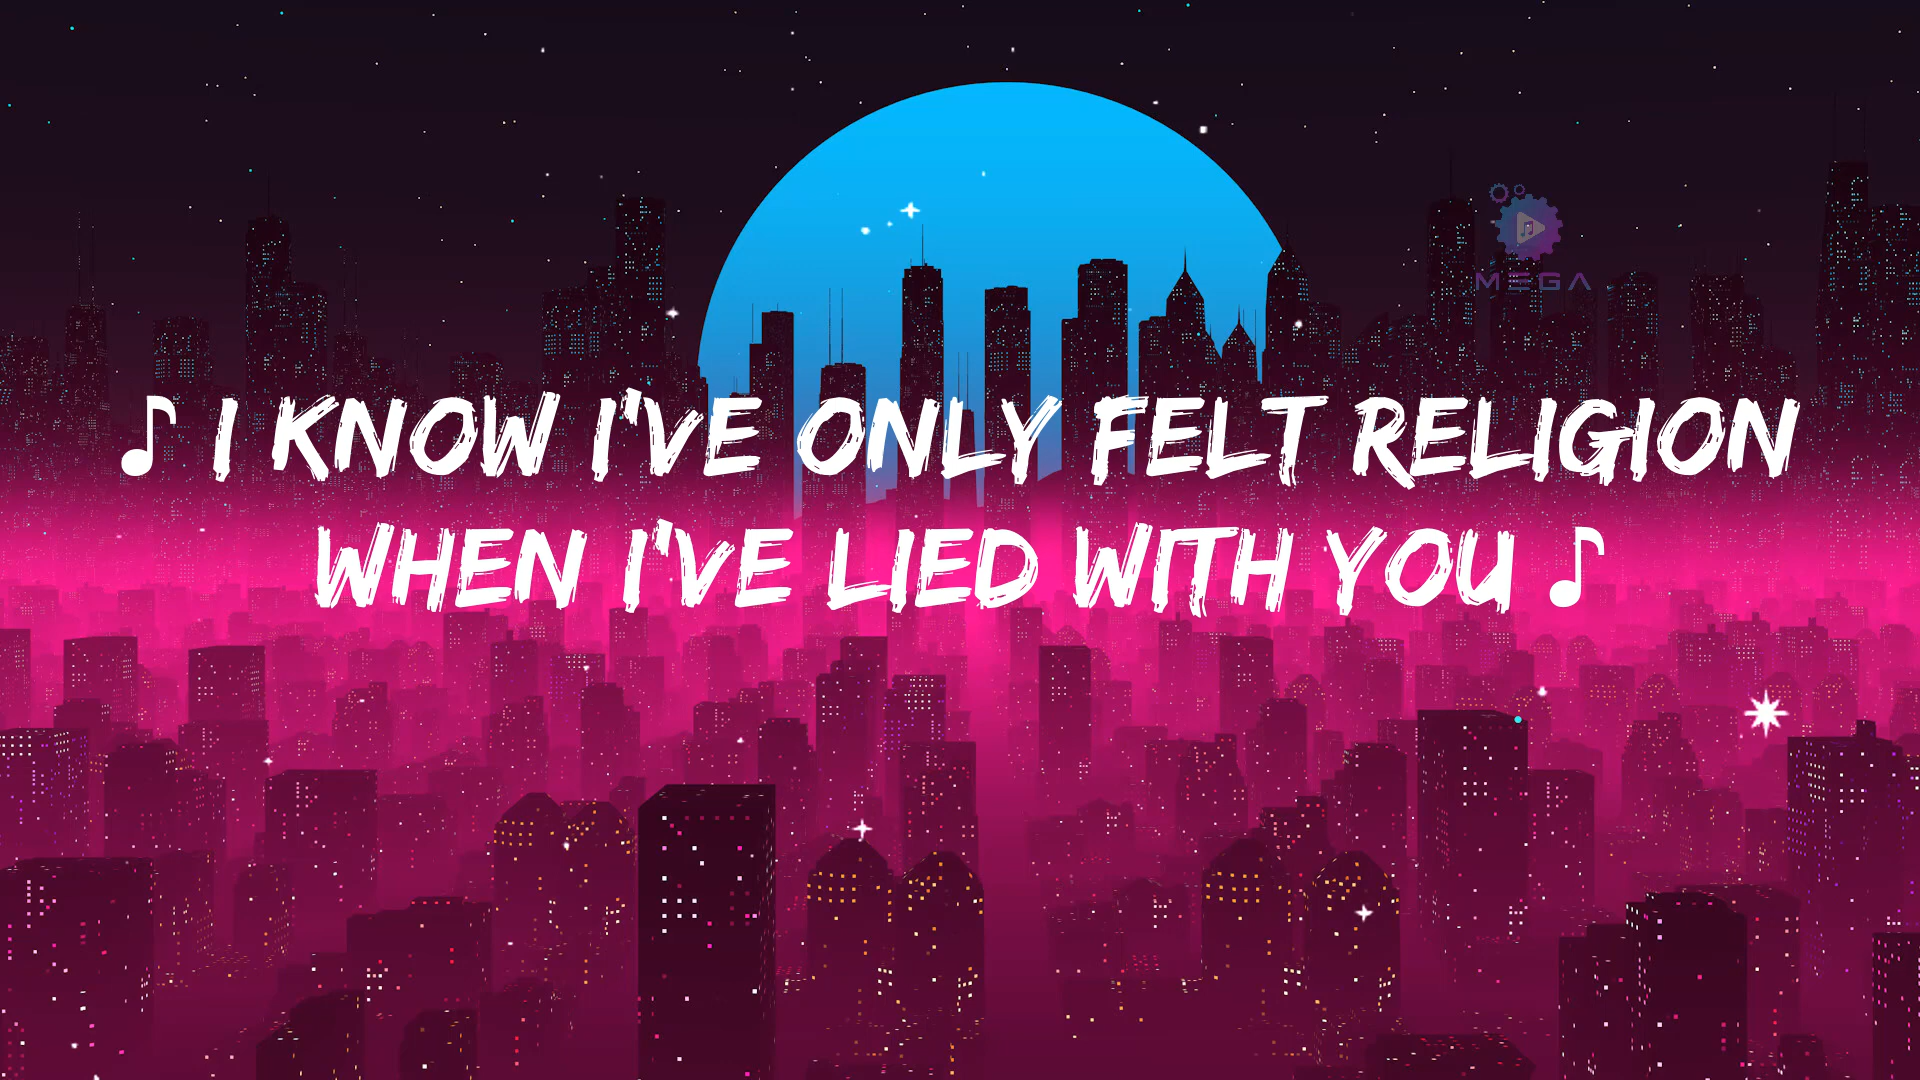 MEGA
♪ I KNOW I'VE ONLY FELT RELIGION
WHEN I'VE LIED WITH YOU ♪